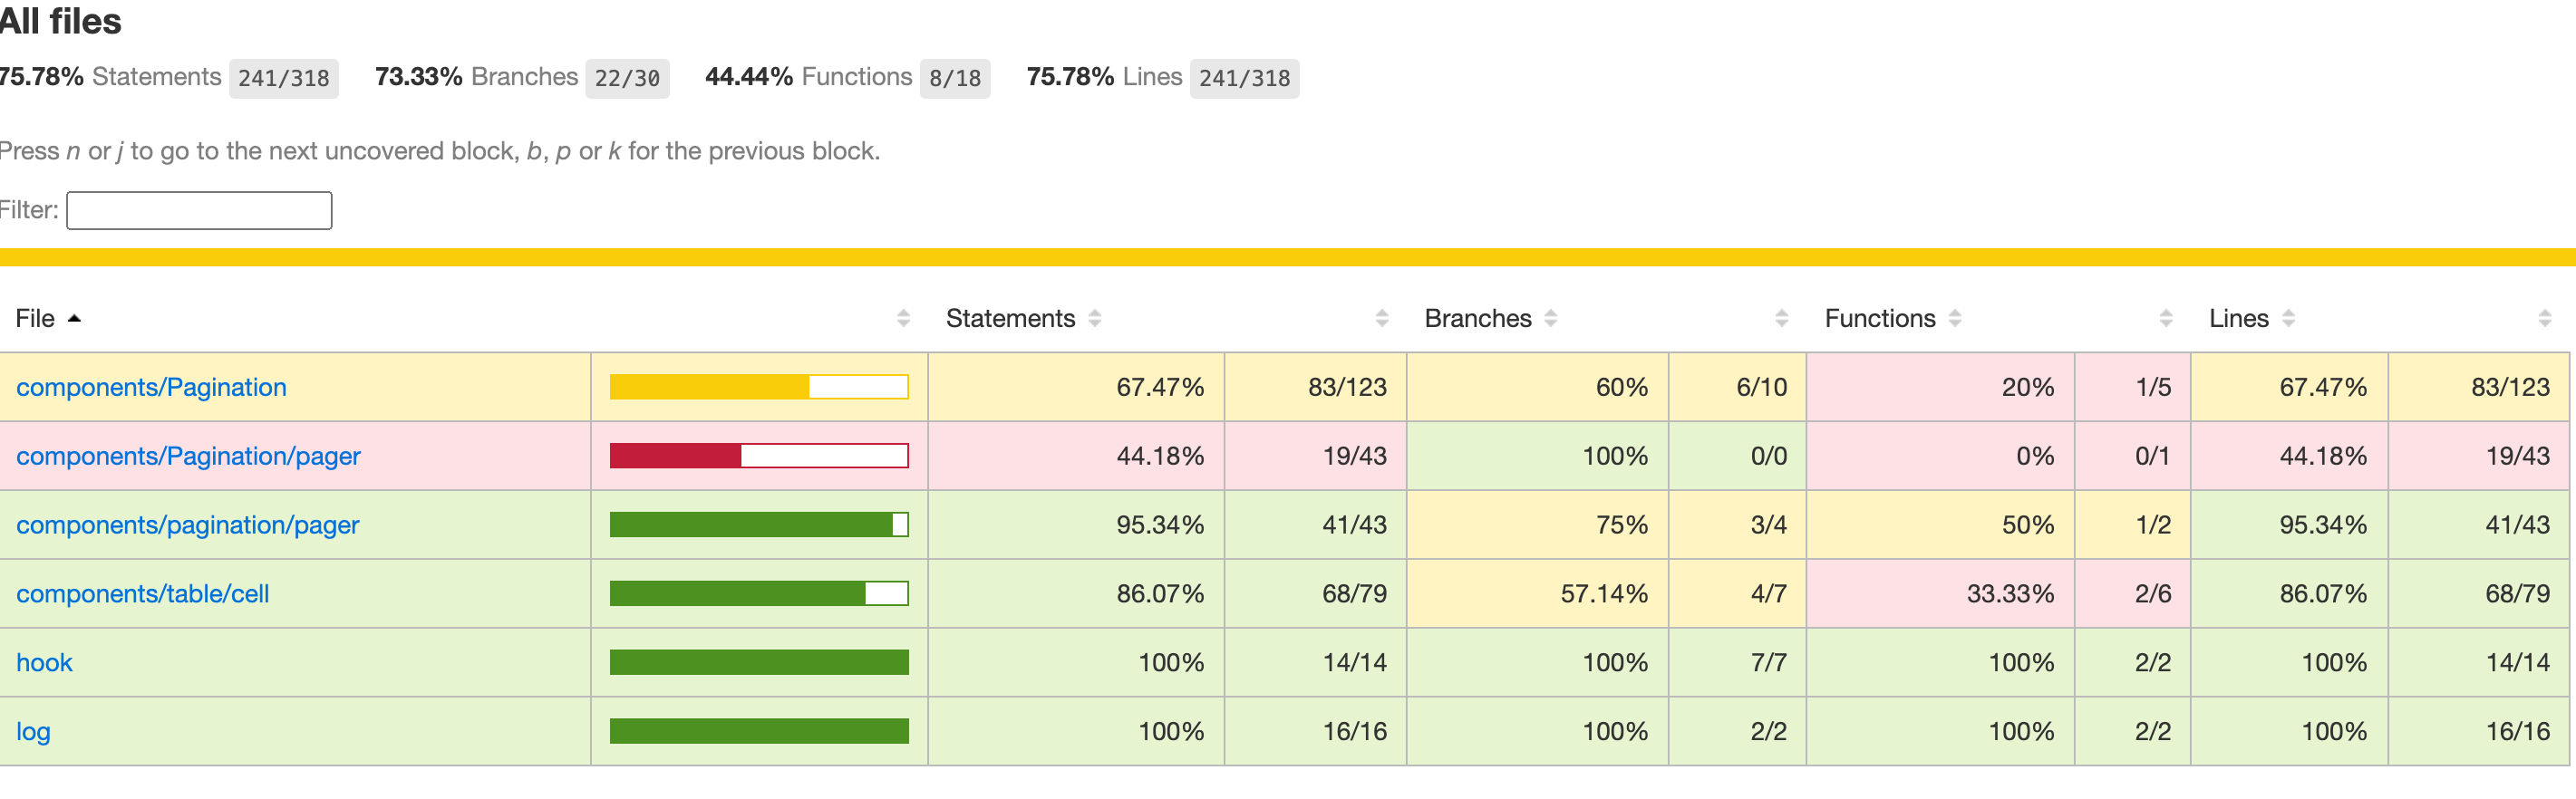 All files
75.78% Statements 241/318 73.33% Branches 22/30 44.44% Functions 8/18 75.78% Lines 241/318
Press n or j to go to the next uncovered block, b, p or k for the previous block.
Filter:
File Statements Branches Functions Lines
components/Pagination 67.47% 83/123 60% 6/10 20% 1/5 67.47% 83/123
components/Pagination/pager 44.18% 19/43 100% 0/0 0% 0/1 44.18% 19/43
components/pagination/pager 95.34% 41/43 75% 3/4 50% 1/2 95.34% 41/43
components/table/cell 86.07% 68/79 57.14% 4/7 33.33% 2/6 86.07% 68/79
hook 100% 14/14 100% 7/7 100% 2/2 100% 14/14
log 100% 16/16 100% 2/2 100% 2/2 100% 16/16